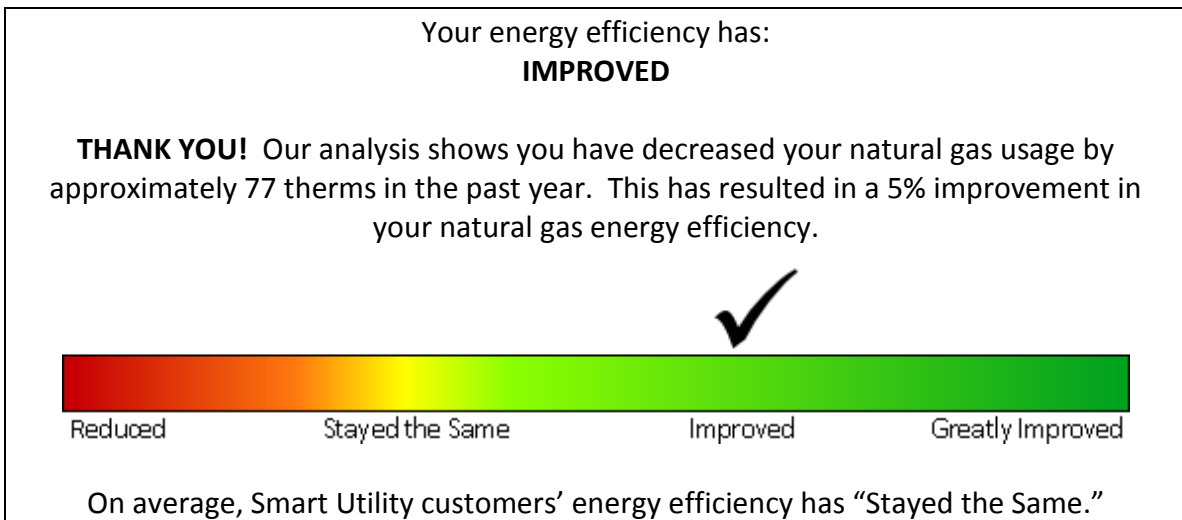 Your energy efficiency has:
IMPROVED
THANK YOU! Our analysis shows you have decreased your natural gas usage by
approximately 77 therms in the past year. This has resulted in a 5% improvement in
your natural gas energy efficiency.
Reduced Stayed the Same Improved Greatly Improved
On average, Smart Utility customers’ energy efficiency has “Stayed the Same.”